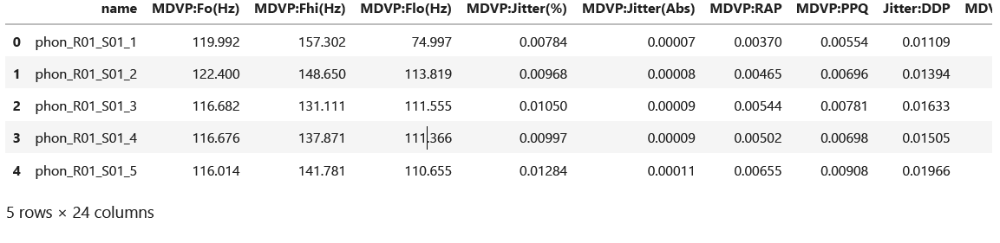 name MDVP:Fo(Hz) MDVP:Fhi(Hz) MDVP:Flo(Hz) MDVP:Jitter(%) MDVP:Jitter(Abs) MDVP:RAP MDVP:PPQ Jitter:DDP MDV
0 phon_R01_S01_1 119.992 157.302 74.997 0.00784 0.00007 0.00370 0.00554 0.01109
1 phon_R01_S01_2 122.400 148.650 113.819 0.00968 0.00008 0.00465 0.00696 0.01394
2 phon_R01_S01_3 116.682 131.111 111.555 0.01050 0.00009 0.00544 0.00781 0.01633
3 phon_R01_S01_4 116.676 137.871 111.366 0.00997 0.00009 0.00502 0.00698 0.01505
4 phon_R01_S01_5 116.014 141.781 110.655 0.01284 0.00011 0.00655 0.00908 0.01966
5 rows × 24 columns